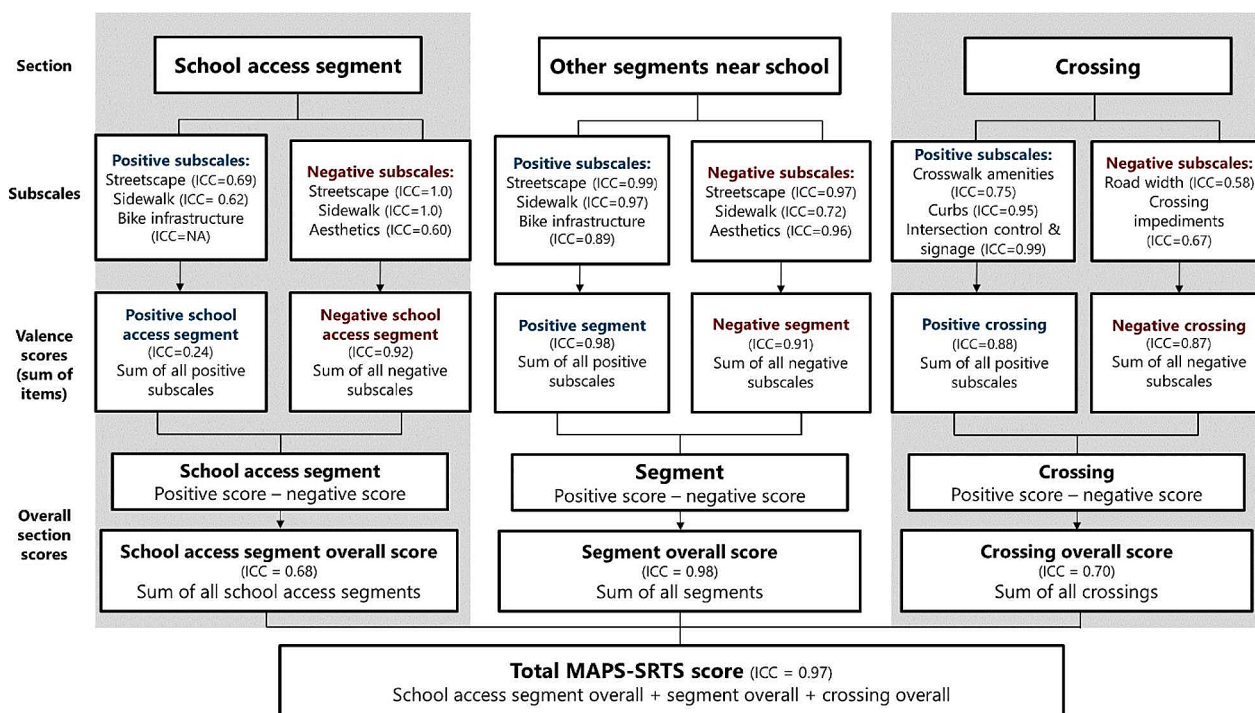 Section
School access segment
Other segments near school
Crossing
Subscales
Positive subscales:
Streetscape (ICC=0.69)
Sidewalk (ICC= 0.62)
Bike infrastructure
(ICC=NA)
Negative subscales:
Streetscape (ICC=1.0)
Sidewalk (ICC=1.0)
Aesthetics (ICC=0.60)
Positive subscales:
Streetscape (ICC=0.99)
Sidewalk (ICC=0.97)
Bike infrastructure
(ICC=0.89)
Negative subscales:
Streetscape (ICC=0.97)
Sidewalk (ICC=0.72)
Aesthetics (ICC=0.96)
Positive subscales:
Crosswalk amenities
(ICC=0.75)
Curbs (ICC=0.95)
Intersection control &
signage (ICC=0.99)
Negative subscales:
Road width (ICC=0.58)
Crossing
impediments
(ICC=0.67)
Valence
scores
(sum of
items)
Positive school
access segment
(ICC=0.24)
Sum of all positive
subscales
Negative school
access segment
(ICC=0.92)
Sum of all negative
subscales
Positive segment
(ICC=0.98)
Sum of all positive
subscales
Negative segment
(ICC=0.91)
Sum of all negative
subscales
Positive crossing
(ICC=0.88)
Sum of all positive
subscales
Negative crossing
(ICC=0.87)
Sum of all negative
subscales
Overall
section
scores
School access segment
Positive score – negative score
Segment
Positive score – negative score
Crossing
Positive score – negative score
School access segment overall score
(ICC = 0.68)
Sum of all school access segments
Segment overall score
(ICC = 0.98)
Sum of all segments
Crossing overall score
(ICC = 0.70)
Sum of all crossings
Total MAPS-SRTS score (ICC = 0.97)
School access segment overall + segment overall + crossing overall